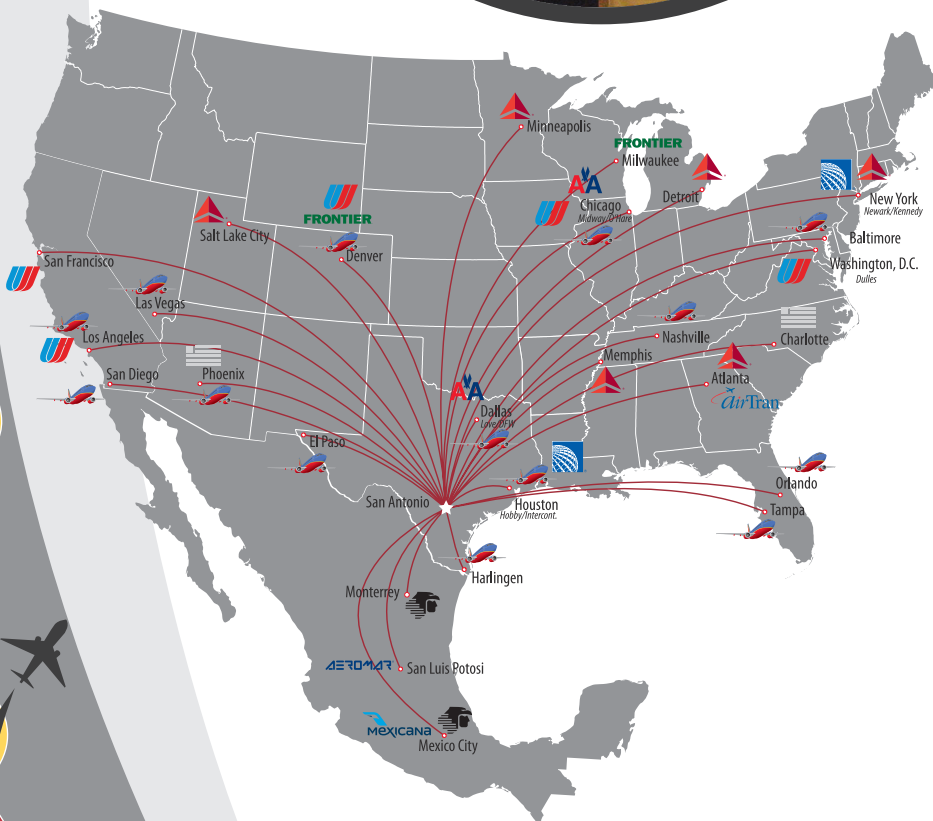 Minneapolis
FRONTIER
Milwaukee
AA
Chicago
Midway/O'Hare
Detroit
New York
Newark/Kennedy
Baltimore
Washington, D.C.
Dulles
Salt Lake City
FRONTIER
Denver
San Francisco
Las Vegas
Los Angeles
San Diego
Phoenix
Nashville
Charlotte
Memphis
Atlanta
airTran
AA
Dallas
Love/DFW
El Paso
San Antonio
Houston
Hobby/Intercont.
Orlando
Tampa
Harlingen
Monterrey
AEROMAR
San Luis Potosi
mexicana
Mexico City